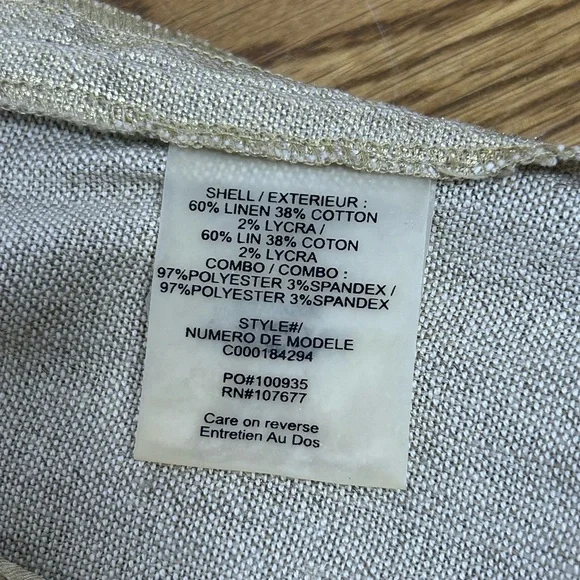 SHELL / EXTERIEUR :
60% LINEN 38% COTTON
2% LYCRA /
60% LIN 38% COTON
2% LYCRA
COMBO / COMBO :
97%POLYESTER 3%SPANDEX /
97%POLYESTER 3%SPANDEX
STYLE#/
NUMERO DE MODELE
C000184294
PO#100935
RN#107677
Care on reverse
Entretien Au Dos